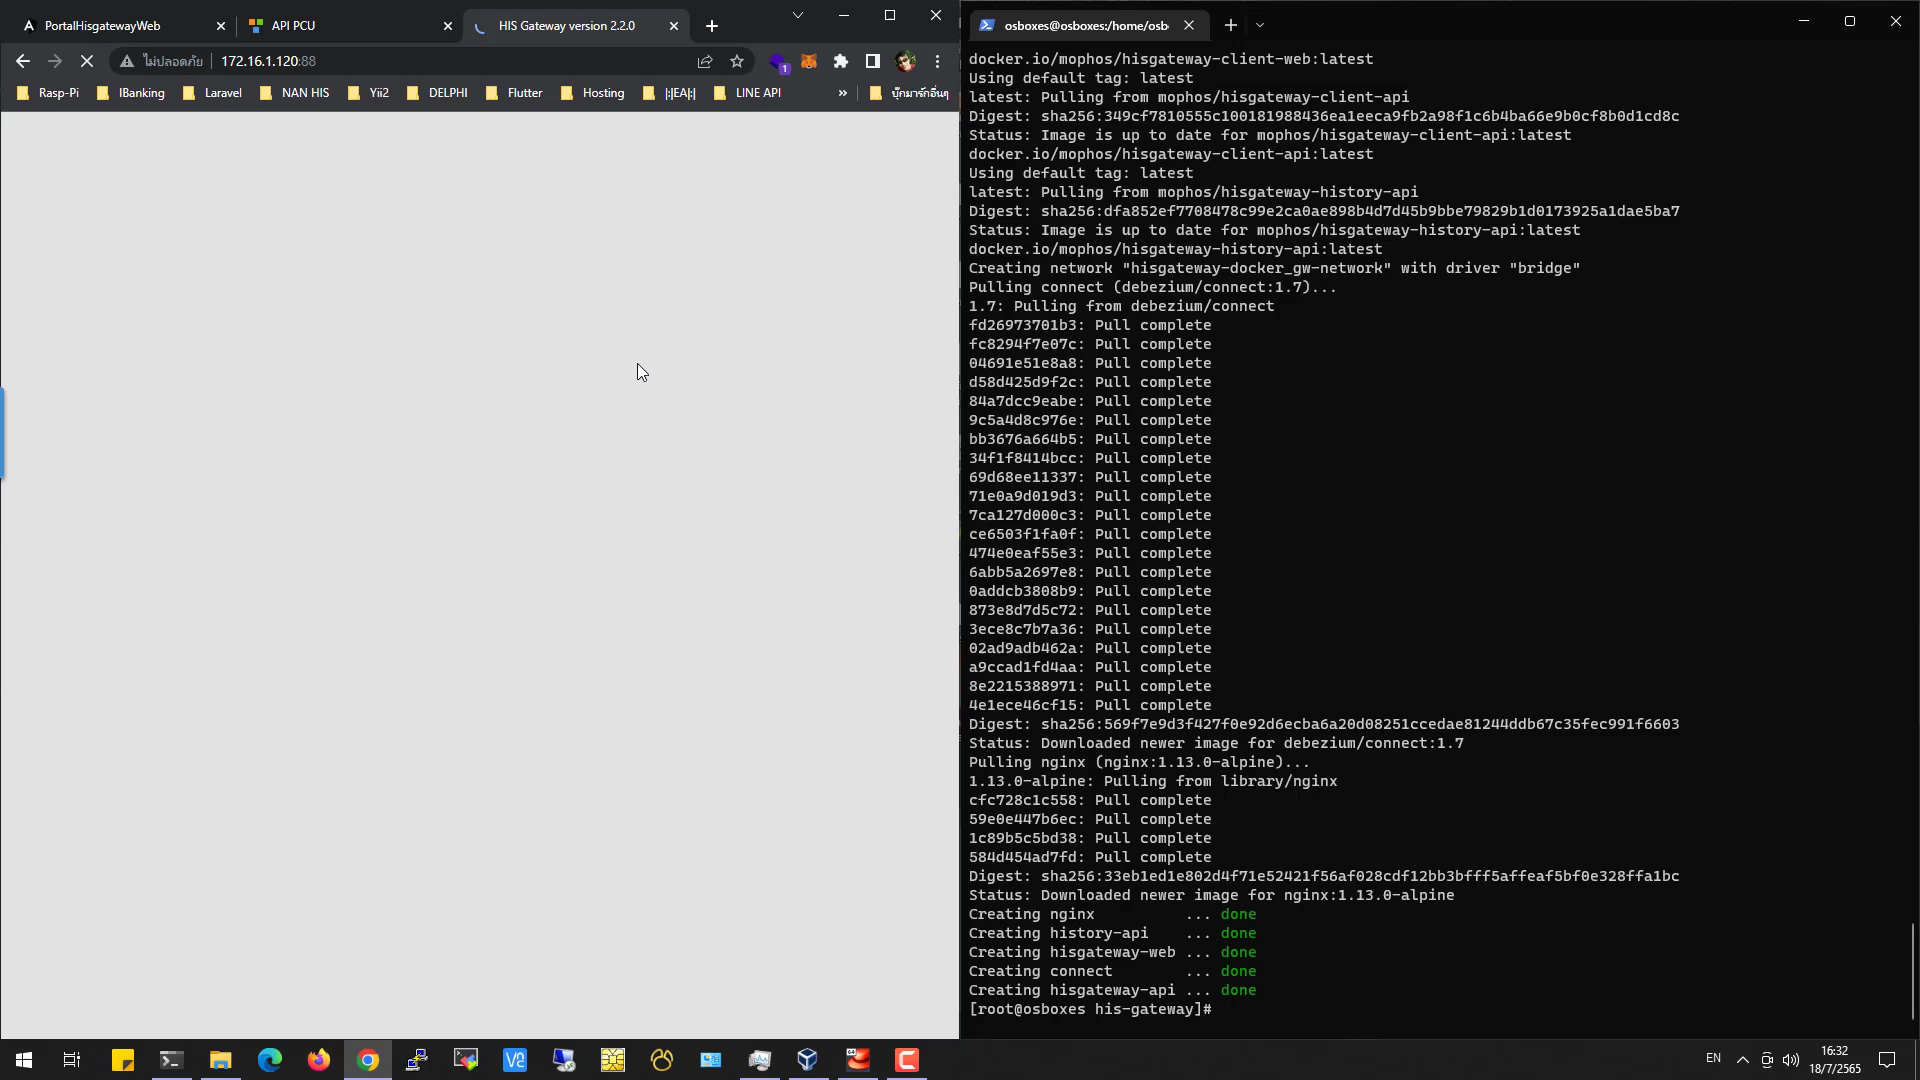 PortalHisgatewayWeb
API PCU
HIS Gateway version 2.2.0
ไม่ปลอดภัย
172.16.1.120:88
1
Rasp-Pi
IBanking
Laravel
NAN HIS
Yii2
DELPHI
Flutter
Hosting
|:|EA|:|
LINE API
»
บุ๊กมาร์กอื่นๆ
osboxes@osboxes:/home/osb
docker.io/mophos/hisgateway-client-web:latest
Using default tag: latest
latest: Pulling from mophos/hisgateway-client-api
Digest: sha256:349cf7810555c100181988436ea1eeca9fb2a98f1c6b4ba66e9b0cf8b0d1cd8c
Status: Image is up to date for mophos/hisgateway-client-api:latest
docker.io/mophos/hisgateway-client-api:latest
Using default tag: latest
latest: Pulling from mophos/hisgateway-history-api
Digest: sha256:dfa852ef7708478c99e2ca0ae898b4d7d45b9bbe79829b1d0173925a1dae5ba7
Status: Image is up to date for mophos/hisgateway-history-api:latest
docker.io/mophos/hisgateway-history-api:latest
Creating network "hisgateway-docker_gw-network" with driver "bridge"
Pulling connect (debezium/connect:1.7)...
1.7: Pulling from debezium/connect
fd26973701b3: Pull complete
fc8294f7e07c: Pull complete
04691e51e8a8: Pull complete
d58d425d9f2c: Pull complete
84a7dcc9eabe: Pull complete
9c5a4d8c976e: Pull complete
bb3676a664b5: Pull complete
34f1f8414bcc: Pull complete
69d68ee11337: Pull complete
71e0a9d019d3: Pull complete
7ca127d000c3: Pull complete
ce6503f1fa0f: Pull complete
474e0eaf55e3: Pull complete
6abb5a2697e8: Pull complete
0addcb3808b9: Pull complete
873e8d7d5c72: Pull complete
3ece8c7b7a36: Pull complete
02ad9adb462a: Pull complete
a9ccad1fd4aa: Pull complete
8e2215388971: Pull complete
4e1ece46cf15: Pull complete
Digest: sha256:569f7e9d3f427f0e92d6ecba6a20d08251ccedae81244ddb67c35fec991f6603
Status: Downloaded newer image for debezium/connect:1.7
Pulling nginx (nginx:1.13.0-alpine)...
1.13.0-alpine: Pulling from library/nginx
cfc728c1c558: Pull complete
59e0e447b6ec: Pull complete
1c89b5c5bd38: Pull complete
584d454ad7fd: Pull complete
Digest: sha256:33eb1ed1e802d4f71e52421f56af028cdf12bb3bfff5affeaf5bf0e328ffa1bc
Status: Downloaded newer image for nginx:1.13.0-alpine
Creating nginx ... done
Creating history-api ... done
Creating hisgateway-web ... done
Creating connect ... done
Creating hisgateway-api ... done
[root@osboxes his-gateway]#
EN
16:32
18/7/2565